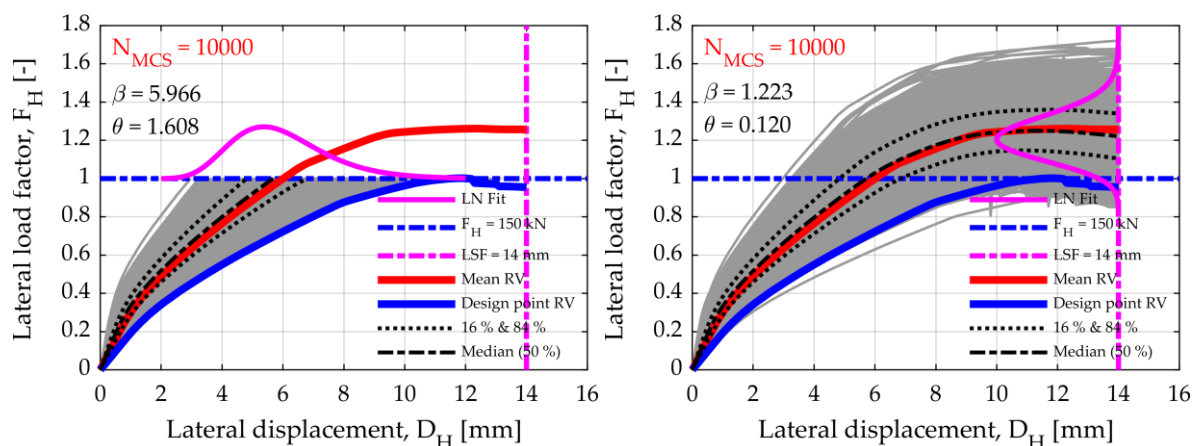 N_MCS = 10000
β = 5.966
θ = 1.608
LN Fit
F_H = 150 kN
LSF = 14 mm
Mean RV
Design point RV
16 % & 84 %
Median (50 %)
1.8
1.6
1.4
1.2
1
0.8
0.6
0.4
0.2
0
0 2 4 6 8 10 12 14 16
Lateral load factor, F_H [-]
Lateral displacement, D_H [mm]
N_MCS = 10000
β = 1.223
θ = 0.120
LN Fit
F_H = 150 kN
LSF = 14 mm
Mean RV
Design point RV
16 % & 84 %
Median (50 %)
1.8
1.6
1.4
1.2
1
0.8
0.6
0.4
0.2
0
0 2 4 6 8 10 12 14 16
Lateral load factor, F_H [-]
Lateral displacement, D_H [mm]